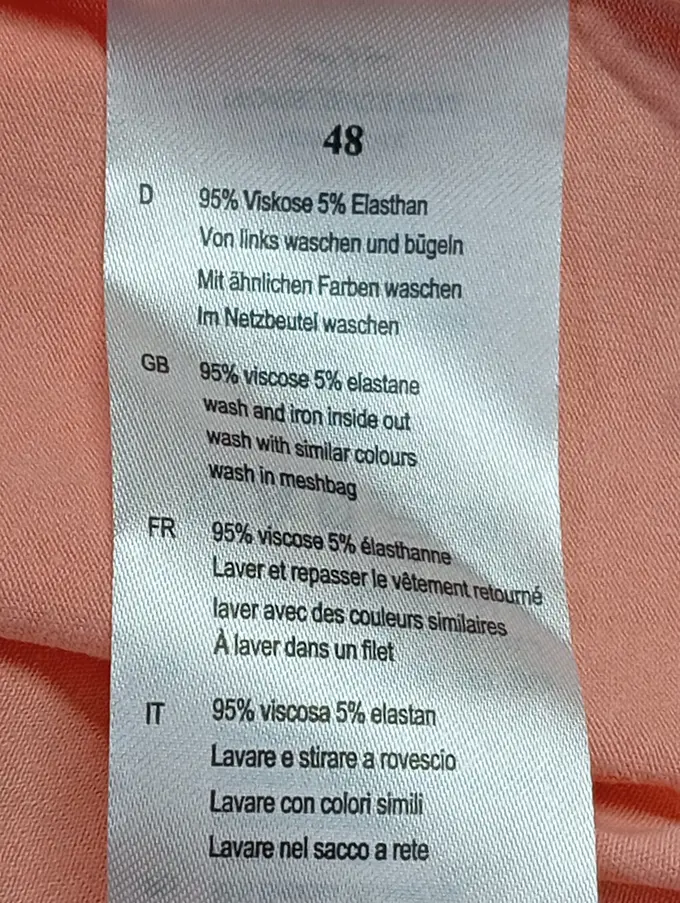 48
D 95% Viskose 5% Elasthan
Von links waschen und bügeln
Mit ähnlichen Farben waschen
Im Netzbeutel waschen
GB 95% viscose 5% elastane
wash and iron inside out
wash with similar colours
wash in meshbag
FR 95% viscose 5% élasthanne
Laver et repasser le vêtement retourné
laver avec des couleurs similaires
À laver dans un filet
IT 95% viscosa 5% elastan
Lavare e stirare a rovescio
Lavare con colori simili
Lavare nel sacco a rete